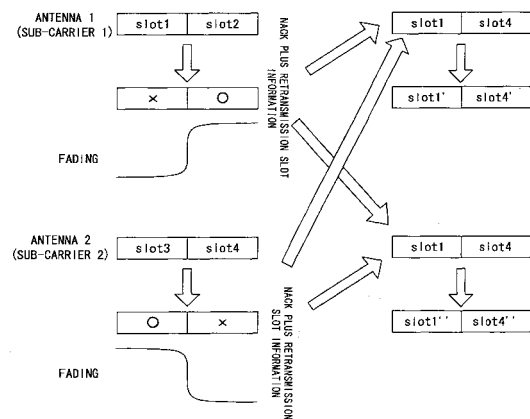 ANTENNA 1
(SUB-CARRIER 1)
slot1 slot2
× ○
FADING
NACK PLUS RETRANSMISSION SLOT
INFORMATION
slot1 slot4
slot1' slot4'
ANTENNA 2
(SUB-CARRIER 2)
slot3 slot4
○ ×
FADING
NACK PLUS RETRANSMISSION
SLOT INFORMATION
slot1 slot4
slot1'' slot4''